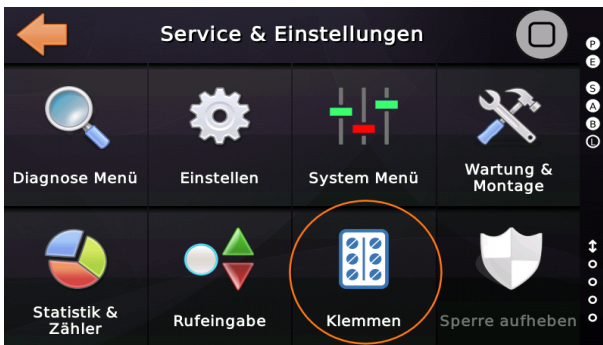 Service & Einstellungen
P
E
S
A
B
L
Diagnose Menü
Einstellen
System Menü
Wartung &
Montage
Statistik &
Zähler
Rufeingabe
Klemmen
Sperre aufheben